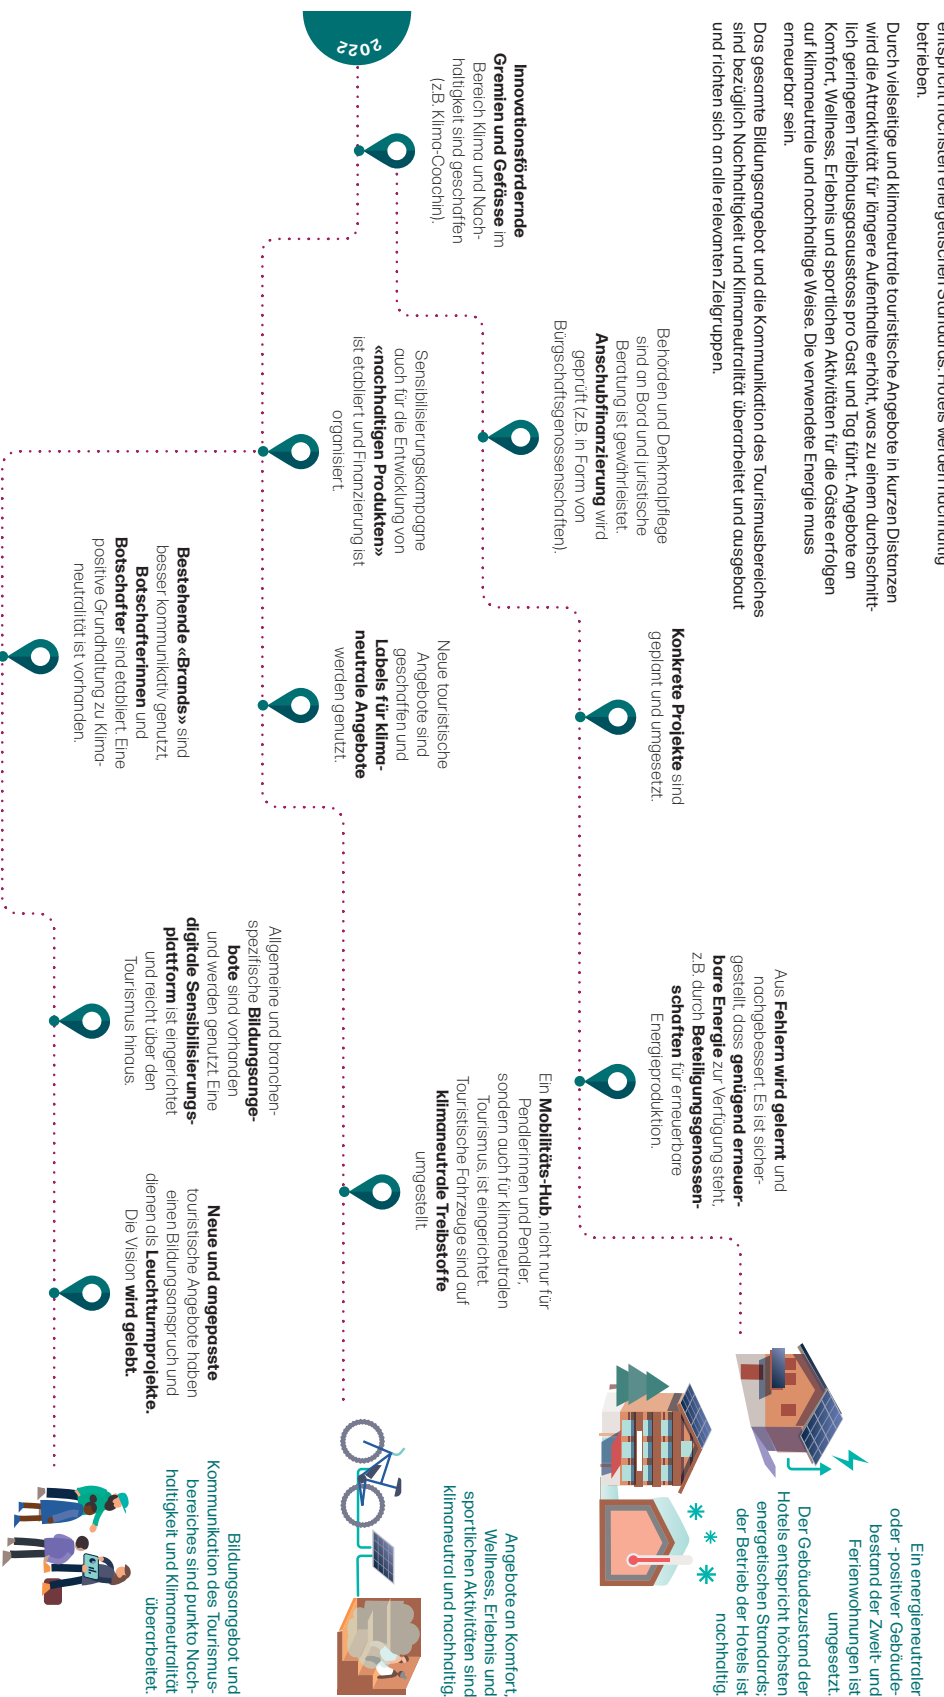 entspricht höchsten energetischen Standards. Hotels werden nachhaltig
betrieben.
Durch vielseitige und klimaneutrale touristische Angebote in kurzen Distanzen
wird die Attraktivität für längere Aufenthalte erhöht, was zu einem durchschnitt-
lich geringeren Treibhausgasausstoss pro Gast und Tag führt. Angebote an
Komfort, Wellness, Erlebnis und sportlichen Aktivitäten für die Gäste erfolgen
auf klimaneutrale und nachhaltige Weise. Die verwendete Energie muss
erneuerbar sein.
Das gesamte Bildungsangebot und die Kommunikation des Tourismusbereiches
sind bezüglich Nachhaltigkeit und Klimaneutralität überarbeitet und ausgebaut
und richten sich an alle relevanten Zielgruppen.
2022
Innovationsfördernde
Gremien und Gefässe im
Bereich Klima und Nach-
haltigkeit sind geschaffen
(z.B. Klima-Coachin).
Behörden und Denkmalpflege
sind an Bord und juristische
Beratung ist gewährleistet.
Anschubfinanzierung wird
geprüft (z.B. in Form von
Bürgschaftsgenossenschaften).
Konkrete Projekte sind
geplant und umgesetzt.
Aus Fehlern wird gelernt und
nachgebessert. Es ist sicher-
gestellt, dass genügend erneuer-
bare Energie zur Verfügung steht,
z.B. durch Beteiligungsgenossen-
schaften für erneuerbare
Energieproduktion.
Ein energieneutraler
oder -positiver Gebäude-
bestand der Zweit- und
Ferienwohnungen ist
umgesetzt.
Der Gebäudezustand der
Hotels entspricht höchsten
energetischen Standards;
der Betrieb der Hotels ist
nachhaltig.
Sensibilisierungskampagne
auch für die Entwicklung von
«nachhaltigen Produkten»
ist etabliert und Finanzierung ist
organisiert.
Neue touristische
Angebote sind
geschaffen und
Labels für klima-
neutrale Angebote
werden genutzt.
Ein Mobilitäts-Hub, nicht nur für
Pendlerinnen und Pendler,
sondern auch für klimaneutralen
Tourismus, ist eingerichtet.
Touristische Fahrzeuge sind auf
klimaneutrale Treibstoffe
umgestellt.
Angebote an Komfort,
Wellness, Erlebnis und
sportlichen Aktivitäten sind
klimaneutral und nachhaltig.
Bestehende «Brands» sind
besser kommunikativ genutzt,
Botschafterinnen und
Botschafter sind etabliert. Eine
positive Grundhaltung zu Klima-
neutralität ist vorhanden.
Allgemeine und branchen-
spezifische Bildungsange-
bote sind vorhanden
und werden genutzt. Eine
digitale Sensibilisierungs-
plattform ist eingerichtet
und reicht über den
Tourismus hinaus.
Neue und angepasste
touristische Angebote haben
einen Bildungsanspruch und
dienen als Leuchtturmprojekte.
Die Vision wird gelebt.
Bildungsangebot und
Kommunikation des Tourismus-
bereiches sind punkto Nach-
haltigkeit und Klimaneutralität
überarbeitet.